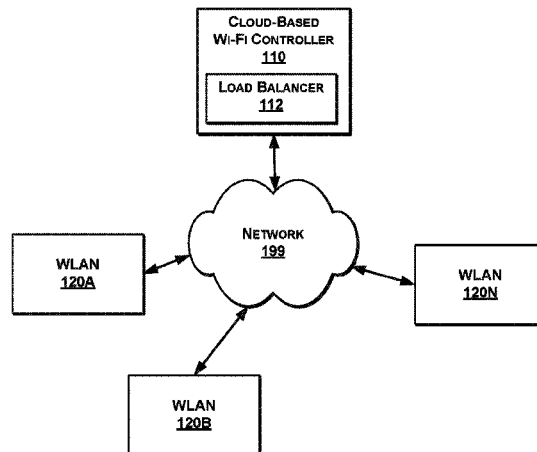 CLOUD-BASED
WI-FI CONTROLLER
110
LOAD BALANCER
112
NETWORK
199
WLAN
120A
WLAN
120N
WLAN
120B